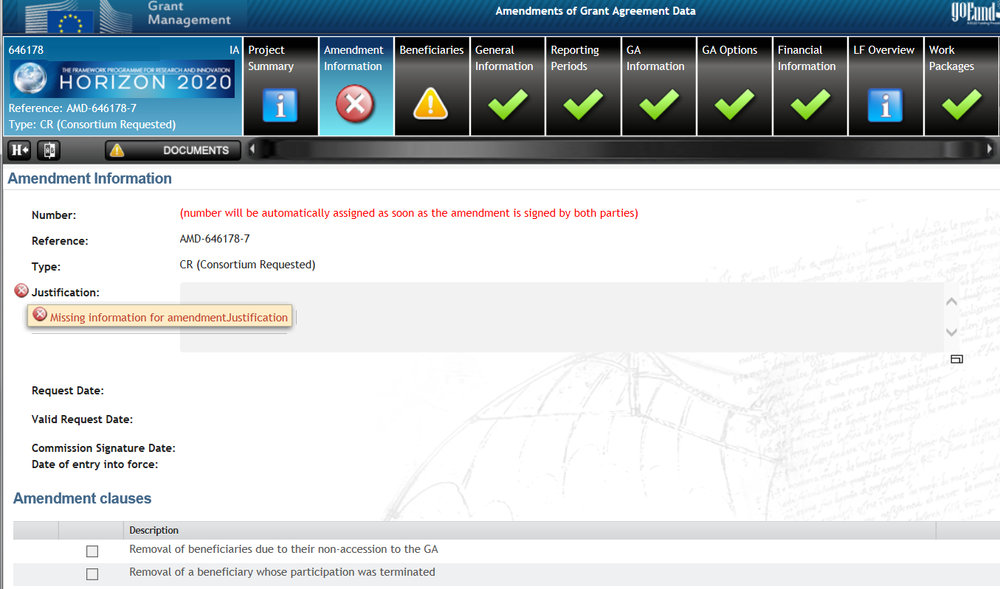 Grant
Management
Amendments of Grant Agreement Data
goFund
646178 IA
THE FRAMEWORK PROGRAMME FOR RESEARCH AND INNOVATION
HORIZON 2020
Reference: AMD-646178-7
Type: CR (Consortium Requested)
Project
Summary
Amendment
Information
Beneficiaries
General
Information
Reporting
Periods
GA
Information
GA Options
Financial
Information
LF Overview
Work
Packages
H
A B
DOCUMENTS
Amendment Information
Number: (number will be automatically assigned as soon as the amendment is signed by both parties)
Reference: AMD-646178-7
Type: CR (Consortium Requested)
Justification:
Missing information for amendmentJustification
Request Date:
Valid Request Date:
Commission Signature Date:
Date of entry into force:
Amendment clauses
Description
Removal of beneficiaries due to their non-accession to the GA
Removal of a beneficiary whose participation was terminated